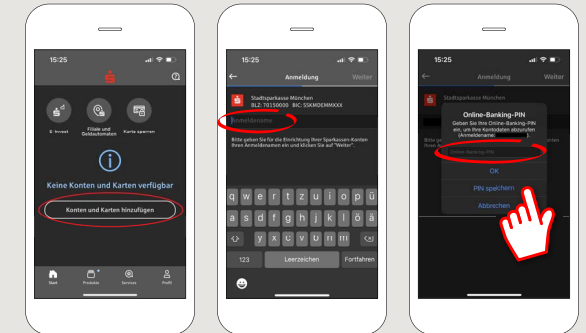 15:25
S-Invest
Filiale und
Geldautomaten
Karte sperren
Keine Konten und Karten verfügbar
Konten und Karten hinzufügen
Start
Produkte
Services
Profil
15:25
Anmeldung
Weiter
Stadtsparkasse München
BLZ: 70150000 BIC: SSKMDEMMXXX
Anmeldename
Bitte geben Sie für die Einrichtung Ihrer Sparkassen-Konten
Ihren Anmeldenamen ein und klicken Sie auf "Weiter".
q w e r t z u i o p ü
a s d f g h j k l ö ä
y x c v b n m
123
Leerzeichen
Fortfahren
15:25
Anmeldung
Weiter
Stadtsparkasse München
Online-Banking-PIN
Geben Sie Ihre Online-Banking-PIN
ein, um Ihre Kontodaten abzurufen
(Anmeldename:
).
Online-Banking-PIN
OK
PIN speichern
Abbrechen